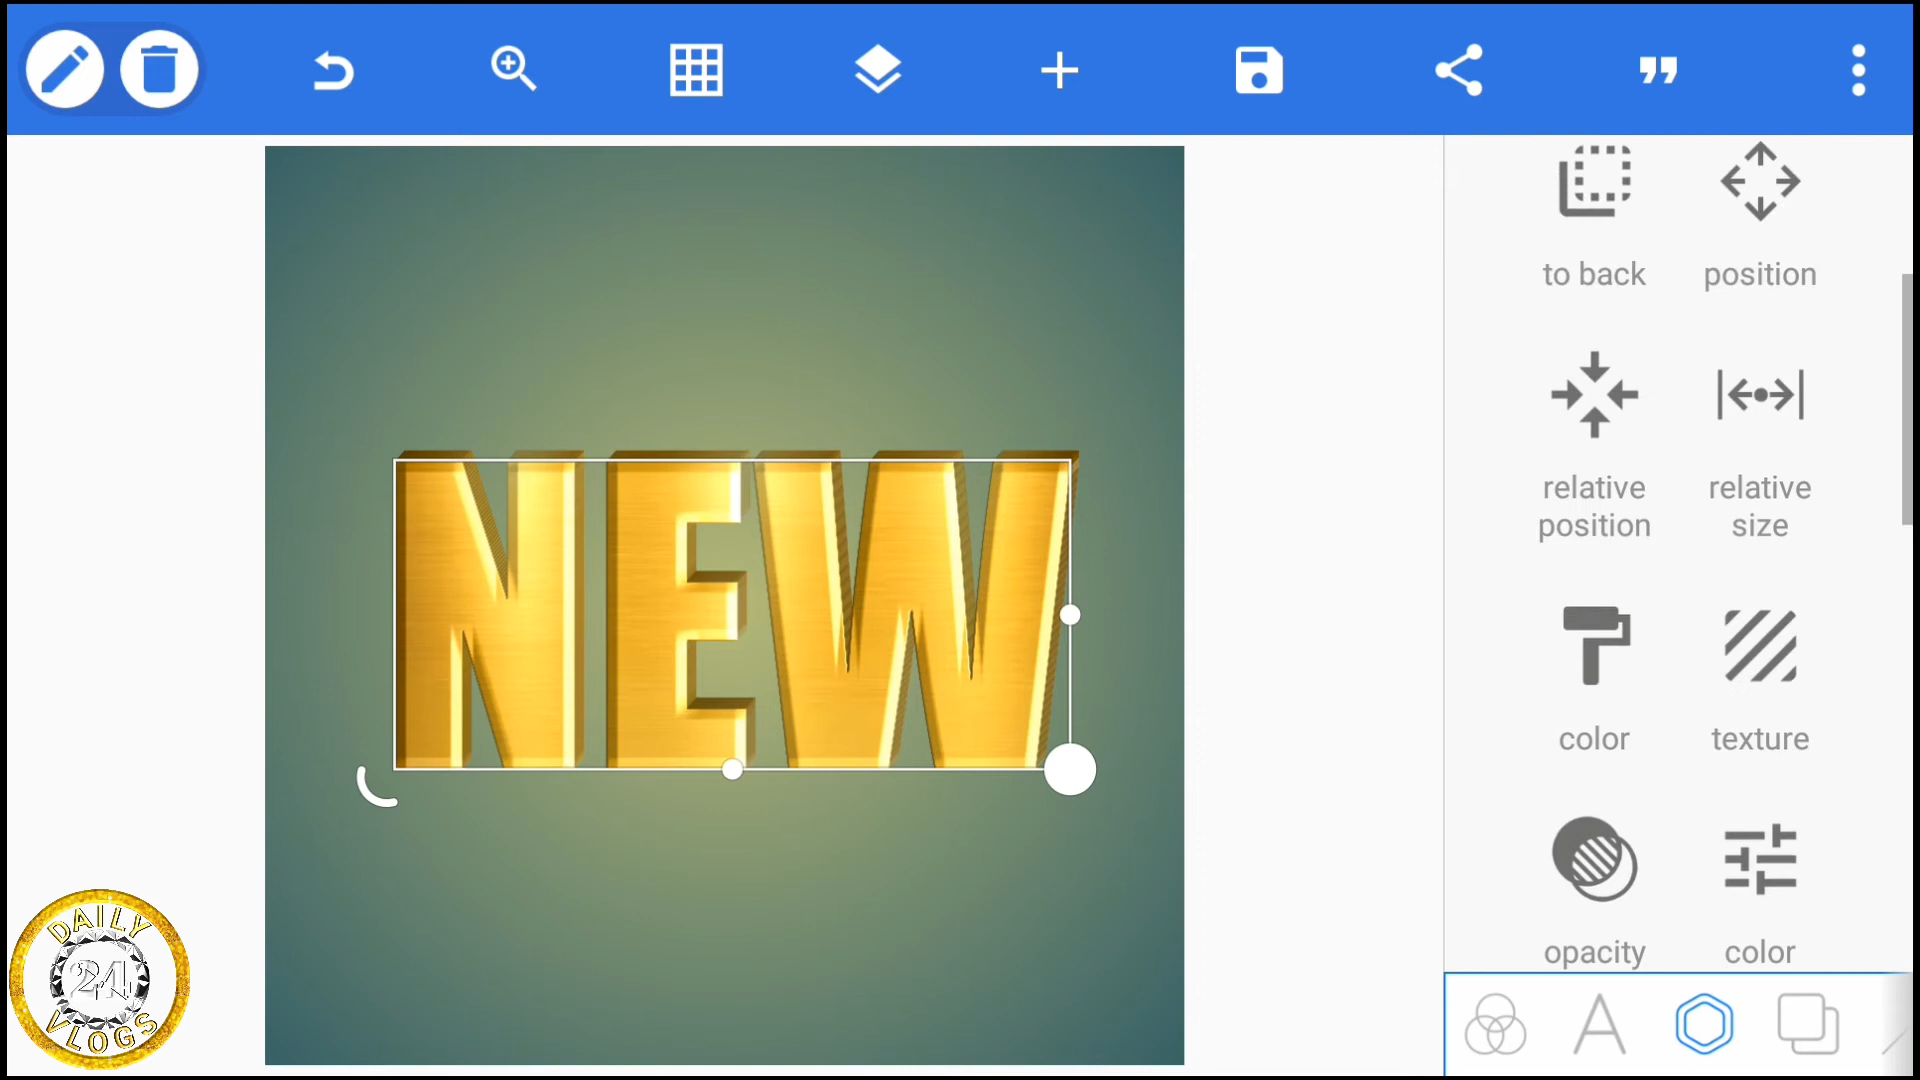 to back
position
relative
position
relative
size
color
texture
opacity
color
NEW
DAILY
24
VLOGS